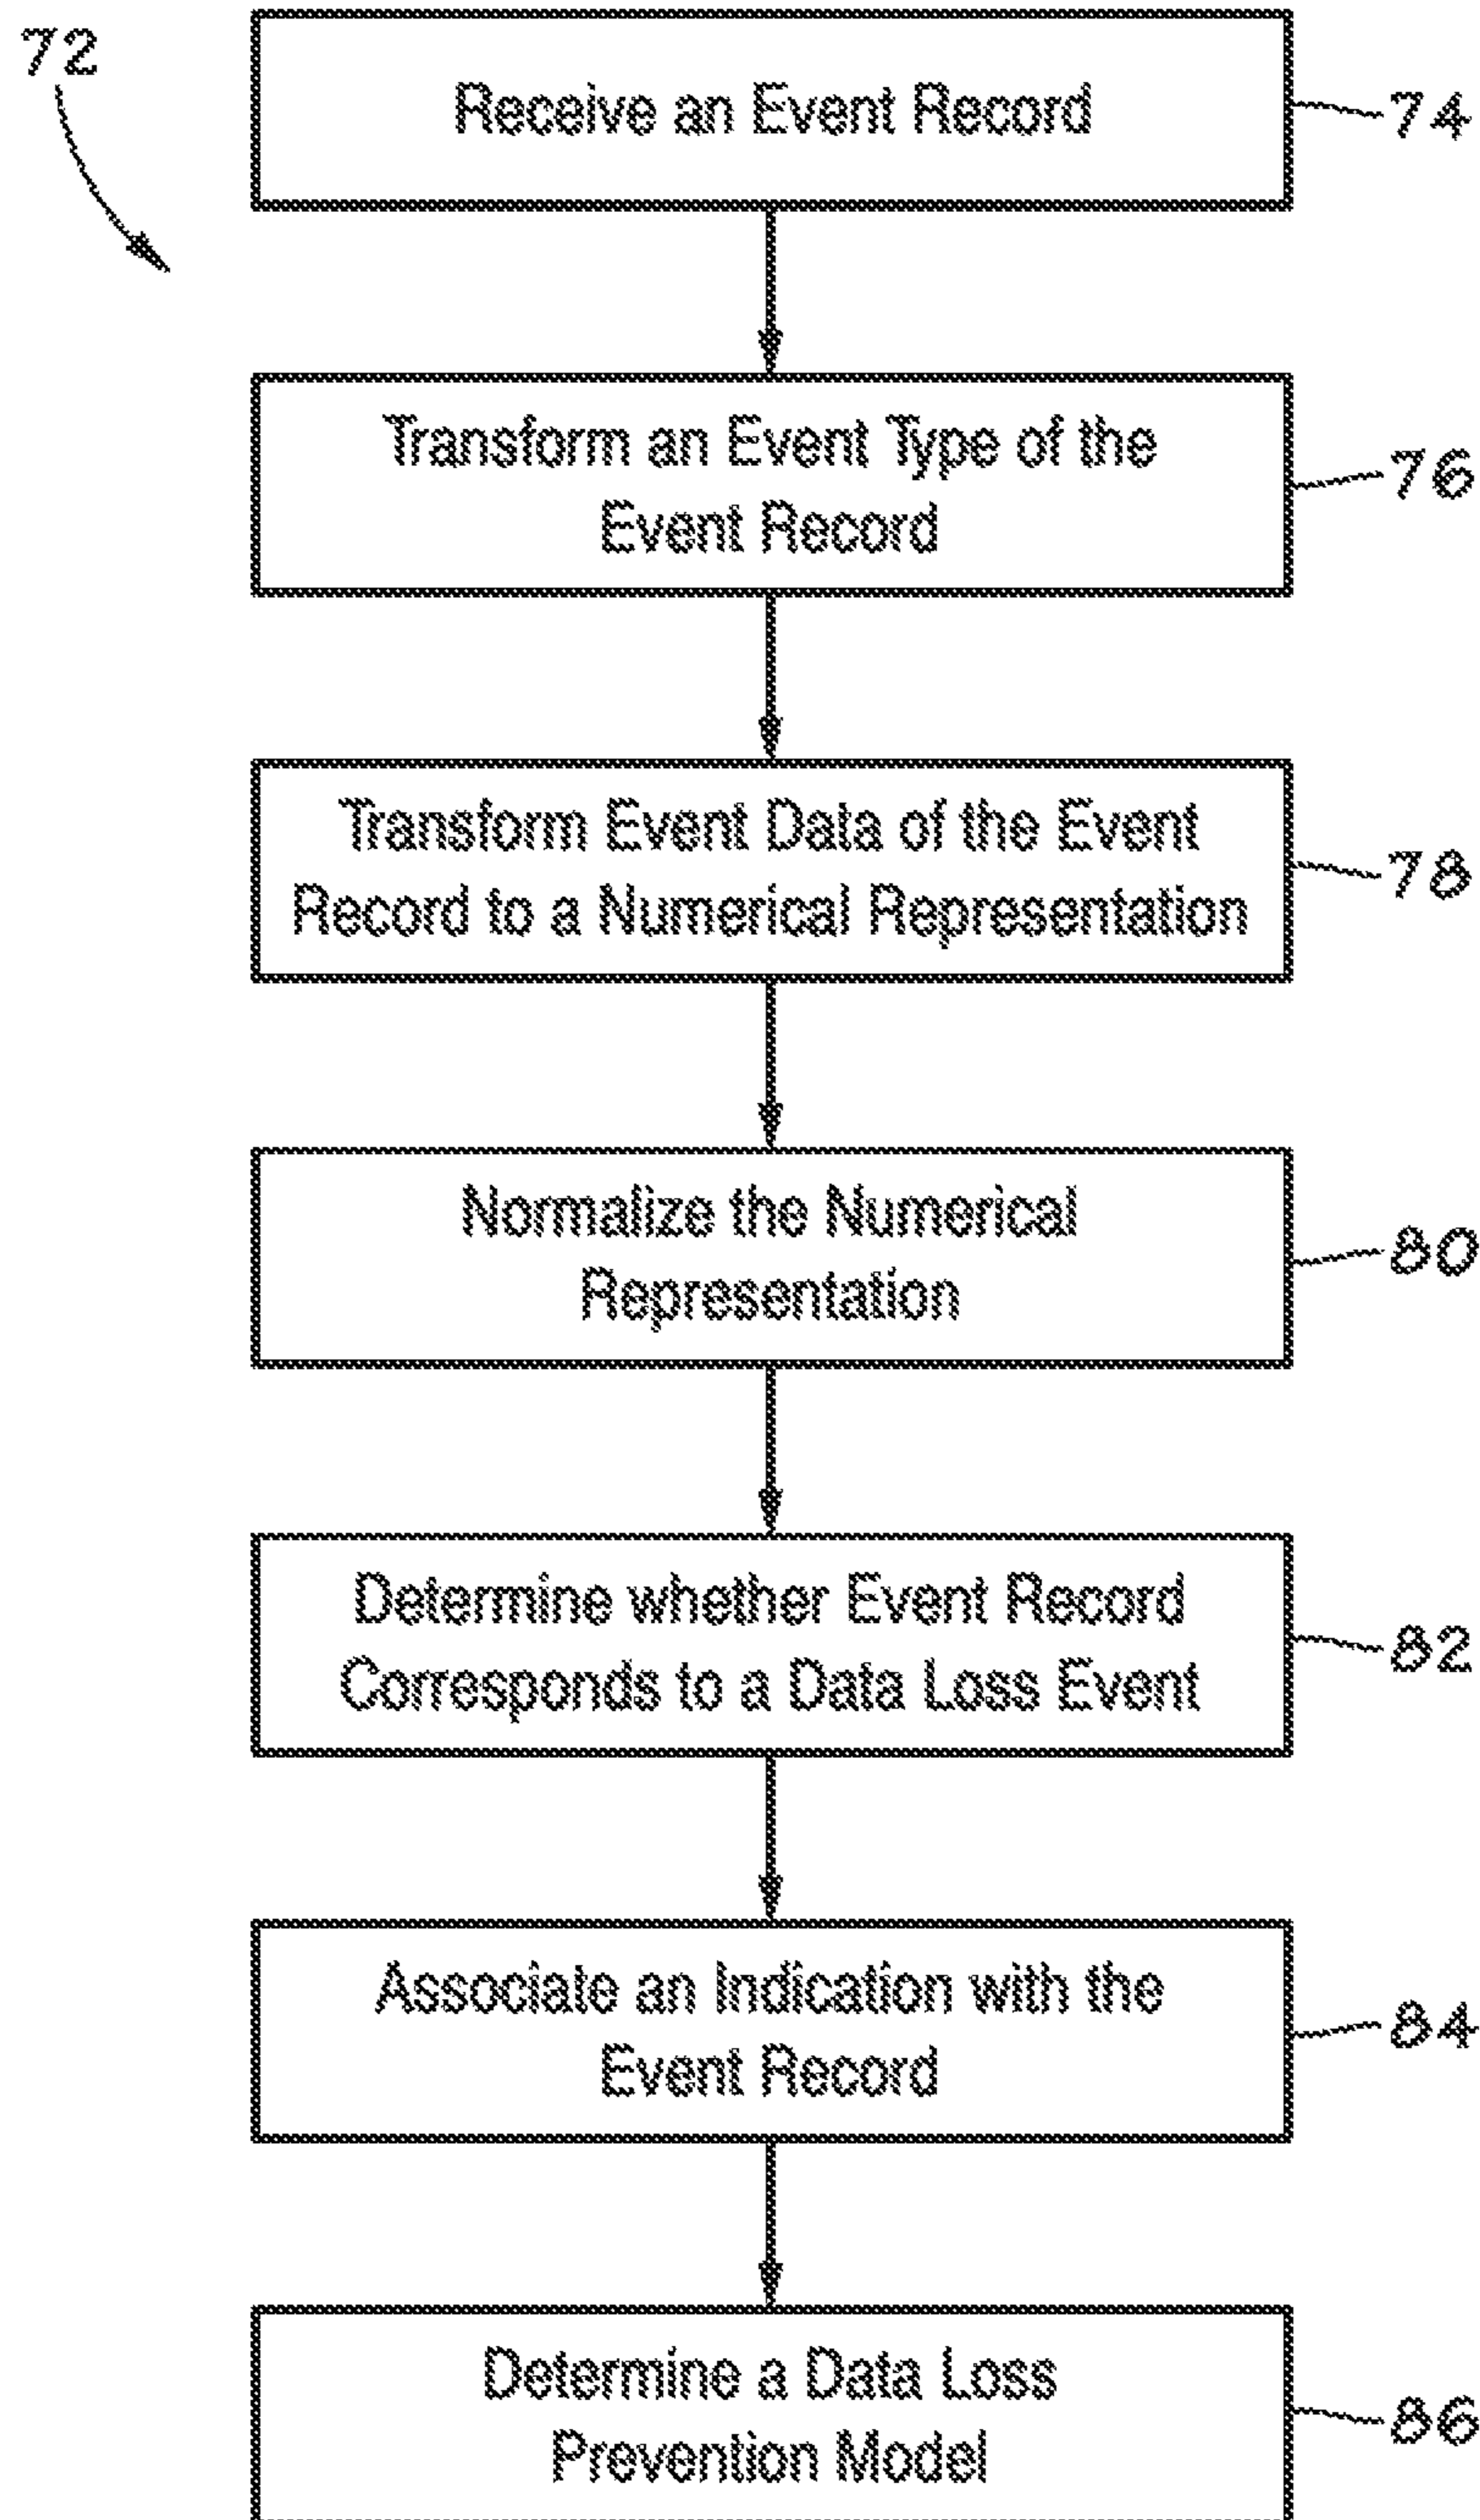 72
Receive an Event Record
74
Transform an Event Type of the
Event Record
76
Transform Event Data of the Event
Record to a Numerical Representation
78
Normalize the Numerical
Representation
80
Determine whether Event Record
Corresponds to a Data Loss Event
82
Associate an Indication with the
Event Record
84
Determine a Data Loss
Prevention Model
86